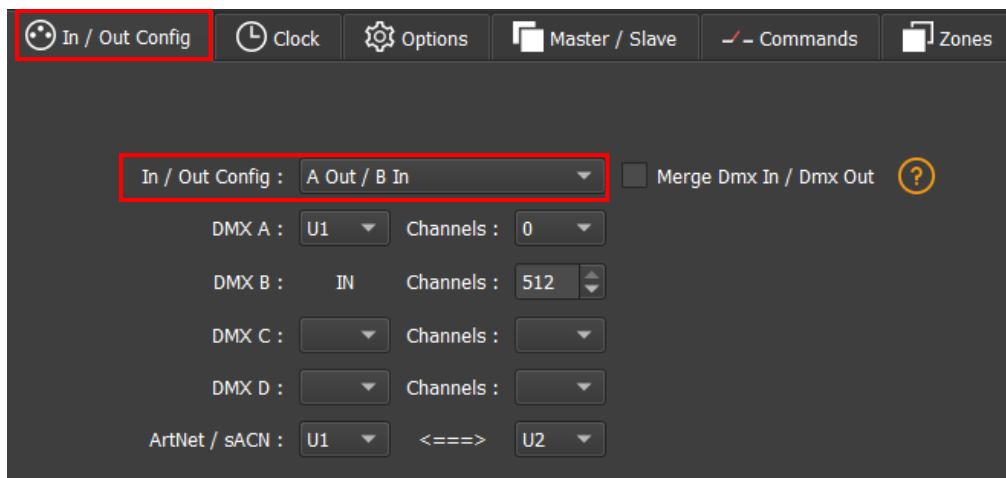 In / Out Config Clock Options Master / Slave Commands Zones
In / Out Config : A Out / B In Merge Dmx In / Dmx Out ?
DMX A : U1 Channels : 0
DMX B : IN Channels : 512
DMX C : Channels :
DMX D : Channels :
ArtNet / sACN : U1 <===> U2